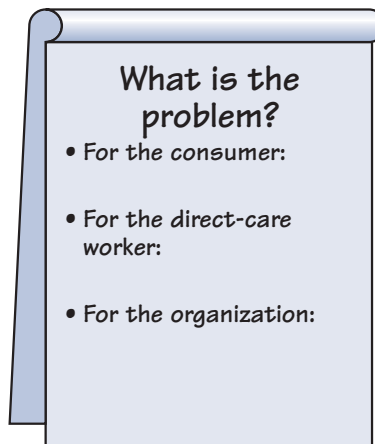 What is the
problem?
• For the consumer:
• For the direct-care
worker:
• For the organization: